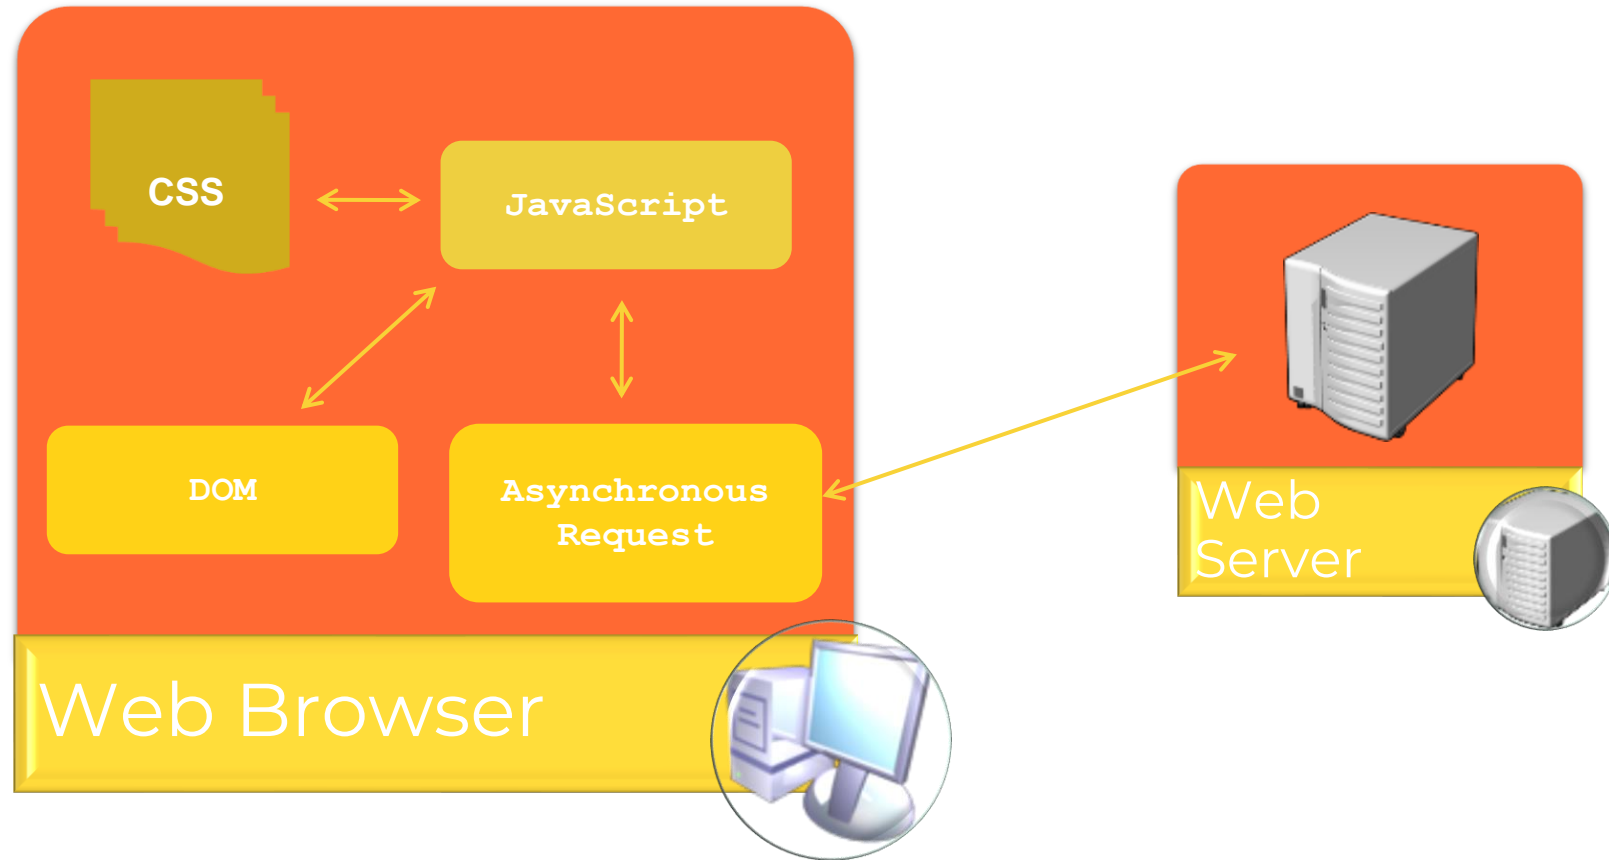 CSS
JavaScript
DOM
Asynchronous
Request
Web Browser
Web
Server